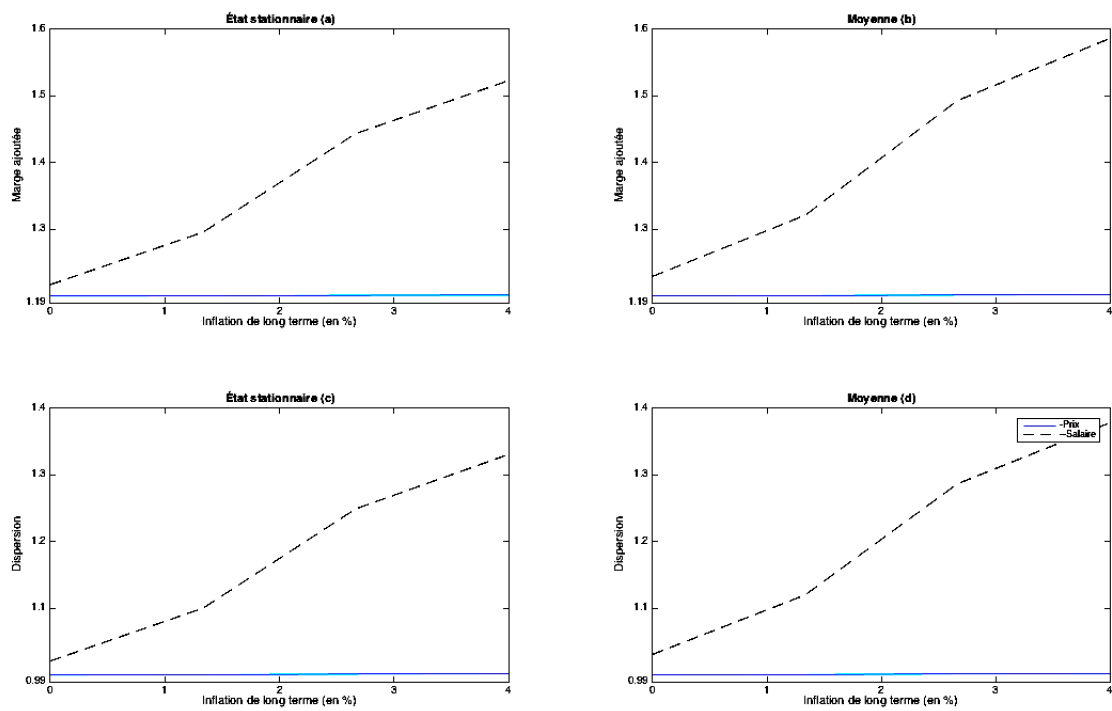 État stationnaire (a)
1.6
1.5
1.4
1.3
1.19
Marge ajoutée
0 1 2 3 4
Inflation de long terme (en %)
Moyenne (b)
1.6
1.5
1.4
1.3
1.19
Marge ajoutée
0 1 2 3 4
Inflation de long terme (en %)
État stationnaire (c)
1.4
1.3
1.2
1.1
0.99
Dispersion
0 1 2 3 4
Inflation de long terme (en %)
Moyenne (d)
-Prix
--Salaire
1.4
1.3
1.2
1.1
0.99
Dispersion
0 1 2 3 4
Inflation de long terme (en %)